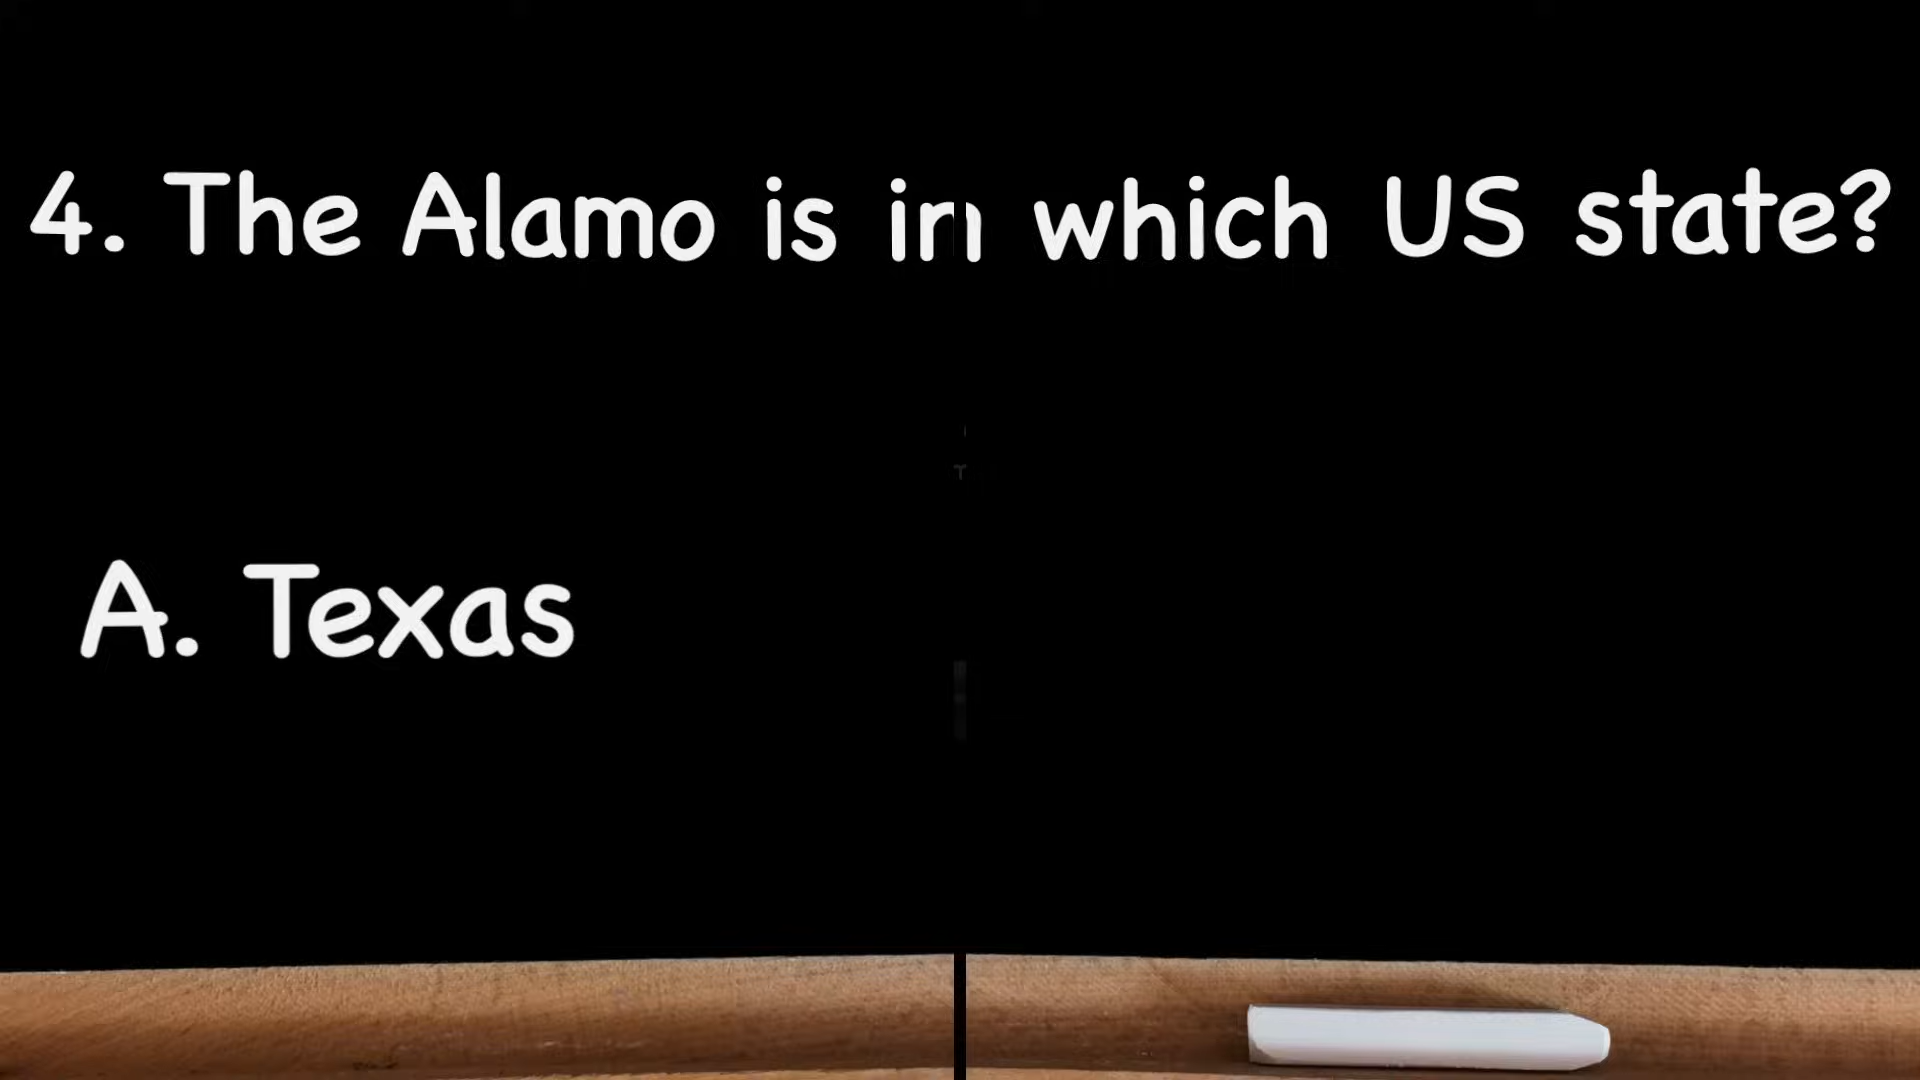 4. The Alamo is in which US state?
A. Texas